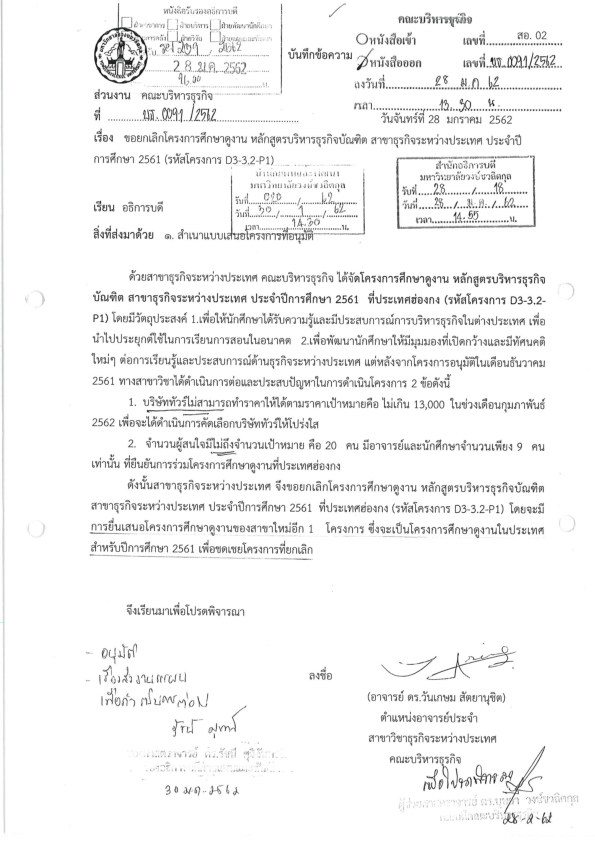 หนังสือรับรองอธิการบดี
คณะบริหารธุรกิจ
หนังสือเข้า เลขที่ สอ. 02
บันทึกข้อความ
หนังสือออก เลขที่ บธ.0091/2562
28 ม.ค. 2562
ลงวันที่ 28 ม.ค 62
ส่วนงาน คณะบริหารธุรกิจ
เวลา 13.30 น.
ที่ บธ. 0091 /2562
วันจันทร์ที่ 28 มกราคม 2562
เรื่อง ขอยกเลิกโครงการศึกษาดูงาน หลักสูตรบริหารธุรกิจบัณฑิต สาขาธุรกิจระหว่างประเทศ ประจำปี
การศึกษา 2561 (รหัสโครงการ D3-3.2-P1)
มหาวิทยาลัยวงษ์ชวลิตกุล
วันที่ 30 / 1 / 62
เวลา 14.30 น.
สำนักอธิการบดี
มหาวิทยาลัยวงษ์ชวลิตกุล
วันที่ 28 / 18
วันที่ 28 / ม.ค. / 62
เวลา 14.55 น.
เรียน อธิการบดี
สิ่งที่ส่งมาด้วย ๑. สำเนาแบบเสนอโครงการที่อนุมัติ
ด้วยสาขาธุรกิจระหว่างประเทศ คณะบริหารธุรกิจ ได้จัดโครงการศึกษาดูงาน หลักสูตรบริหารธุรกิจ
บัณฑิต สาขาธุรกิจระหว่างประเทศ ประจำปีการศึกษา 2561 ที่ประเทศฮ่องกง (รหัสโครงการ D3-3.2-
P1) โดยมีวัตถุประสงค์ 1.เพื่อให้นักศึกษาได้รับความรู้และมีประสบการณ์การบริหารธุรกิจในต่างประเทศ เพื่อ
นำไปประยุกต์ใช้ในการเรียนการสอนในอนาคต 2.เพื่อพัฒนานักศึกษาให้มีมุมมองที่เปิดกว้างและมีทัศนคติ
ใหม่ๆ ต่อการเรียนรู้และประสบการณ์ด้านธุรกิจระหว่างประเทศ แต่หลังจากโครงการอนุมัติในเดือนธันวาคม
2561 ทางสาขาวิชาได้ดำเนินการต่อและประสบปัญหาในการดำเนินโครงการ 2 ข้อดังนี้
1. บริษัททัวร์ไม่สามารถทำราคาให้ได้ตามราคาเป้าหมายคือ ไม่เกิน 13,000 ในช่วงเดือนกุมภาพันธ์
2562 เพื่อจะได้ดำเนินการคัดเลือกบริษัททัวร์ให้โปร่งใส
2. จำนวนผู้สนใจมีไม่ถึงจำนวนเป้าหมาย คือ 20 คน มีอาจารย์และนักศึกษาจำนวนเพียง 9 คน
เท่านั้น ที่ยืนยันการร่วมโครงการศึกษาดูงานที่ประเทศฮ่องกง
ดังนั้นสาขาธุรกิจระหว่างประเทศ จึงขอยกเลิกโครงการศึกษาดูงาน หลักสูตรบริหารธุรกิจบัณฑิต
สาขาธุรกิจระหว่างประเทศ ประจำปีการศึกษา 2561 ที่ประเทศฮ่องกง (รหัสโครงการ D3-3.2-P1) โดยจะมี
การยื่นเสนอโครงการศึกษาดูงานของสาขาใหม่อีก 1 โครงการ ซึ่งจะเป็นโครงการศึกษาดูงานในประเทศ
สำหรับปีการศึกษา 2561 เพื่อชดเชยโครงการที่ยกเลิก
จึงเรียนมาเพื่อโปรดพิจารณา
- อนุมัติ
ลงชื่อ
(อาจารย์ ดร.วันเกษม สัตยานุชิต)
ตำแหน่งอาจารย์ประจำ
สาขาวิชาธุรกิจระหว่างประเทศ
คณะบริหารธุรกิจ
30 ม.ค. 2562
เพื่อโปรดพิจารณา